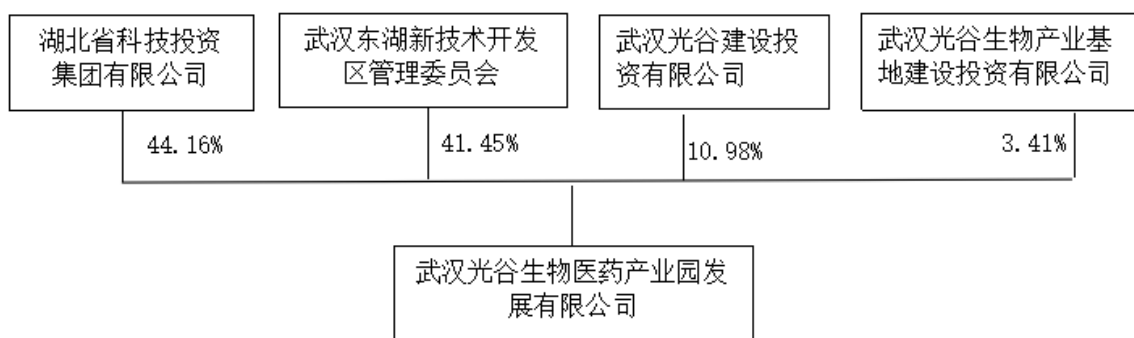 湖北省科技投资
集团有限公司
武汉东湖新技术开发
区管理委员会
武汉光谷建设投
资有限公司
武汉光谷生物产业基
地建设投资有限公司
44.16%
41.45%
10.98%
3.41%
武汉光谷生物医药产业园发
展有限公司